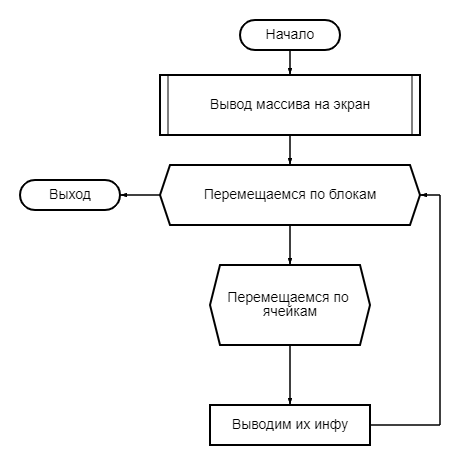 Начало
Вывод массива на экран
Выход
Перемещаемся по блокам
Перемещаемся по
ячейкам
Выводим их инфу